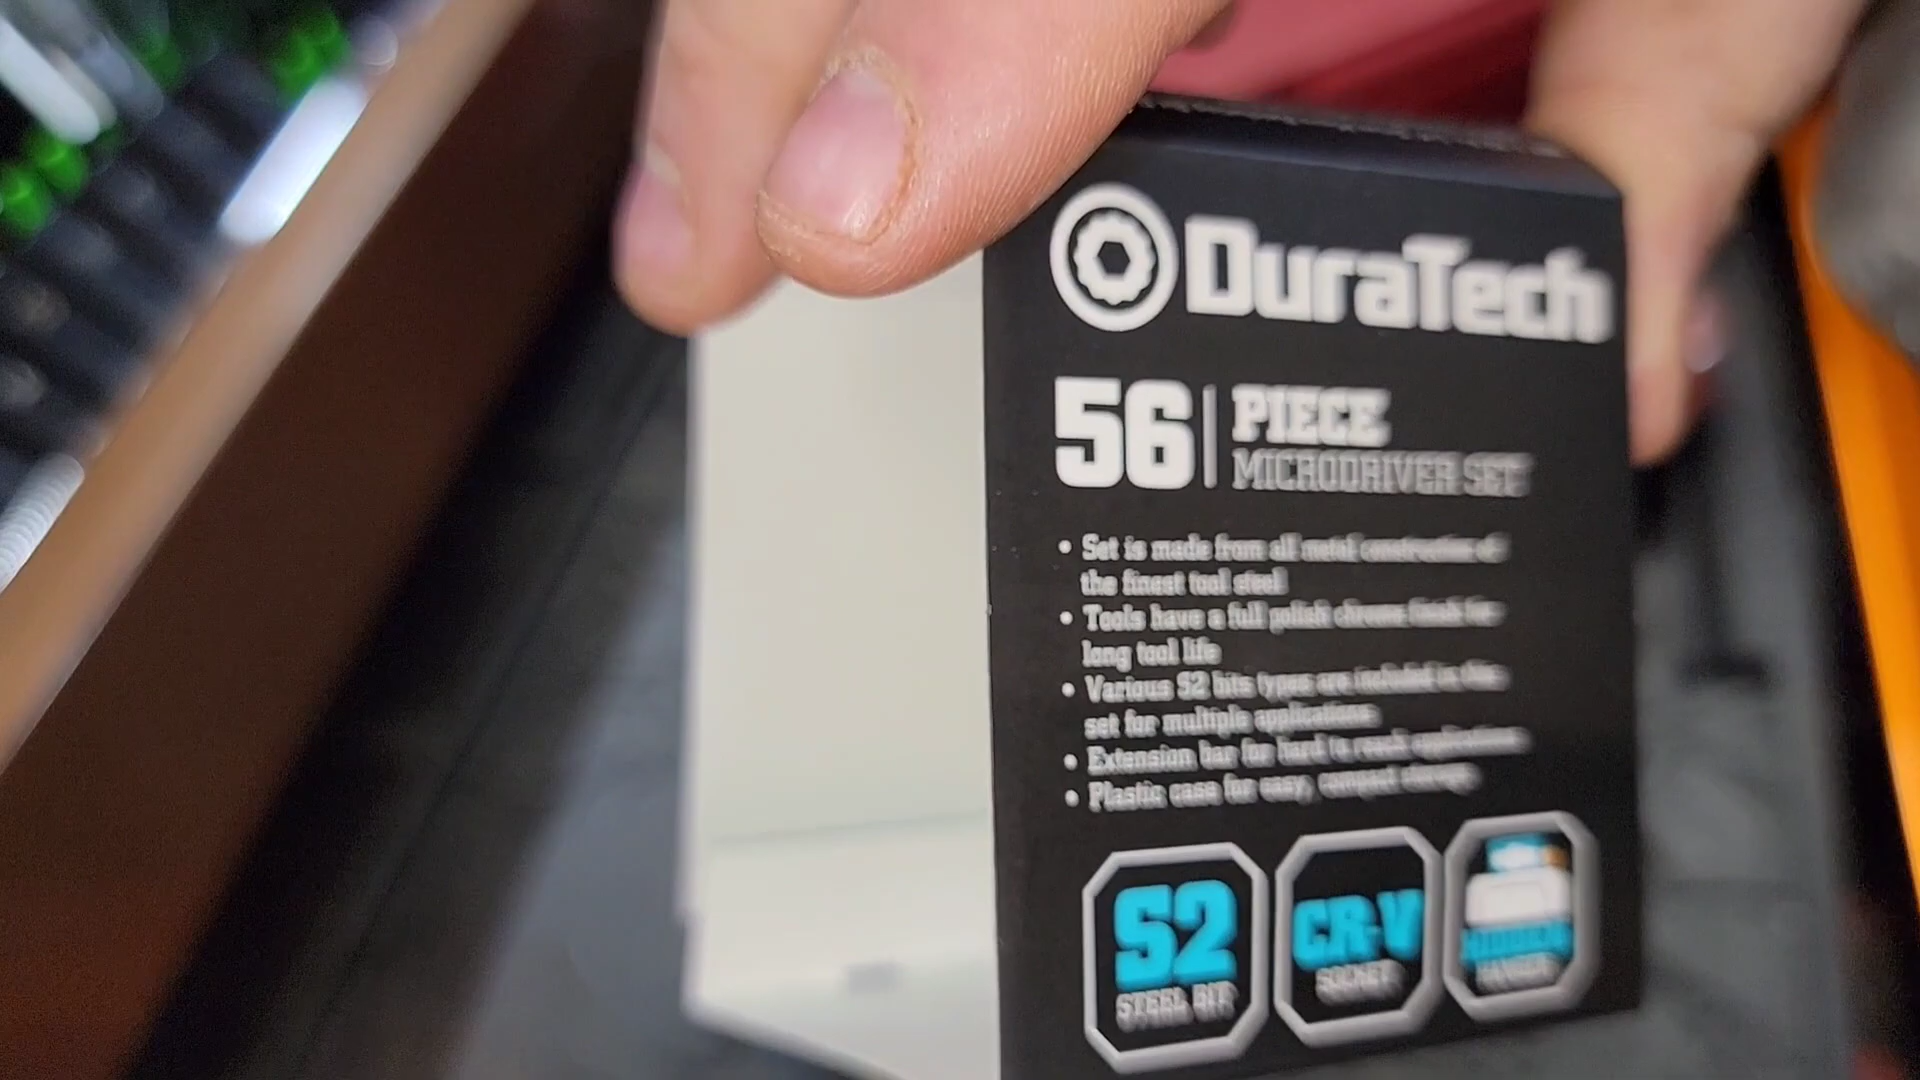 DuraTech
56 PIECE
MICRODRIVER SET
• Set is made from all metal construction of
the finest tool steel
• Tools have a full polish chrome finish for
long tool life
• Various S2 bits types are included in this
set for multiple applications
• Extension bar for hard to reach applications
• Plastic case for easy, compact storage
S2
STEEL BIT
CR-V
SOCKET
HANGER